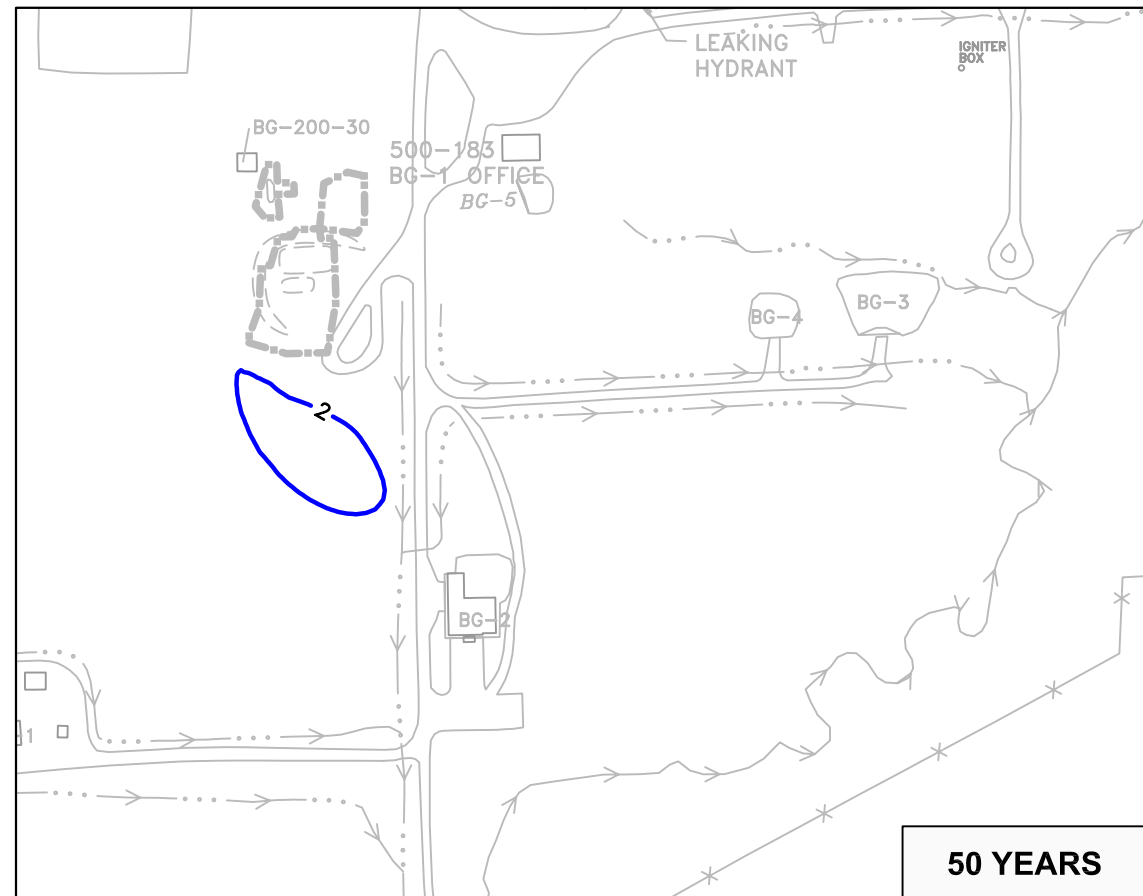 LEAKING
HYDRANT
IGNITER
BOX
BG-200-30
500-183
BG-1 OFFICE
BG-5
BG-4
BG-3
2
BG-2
1
50 YEARS